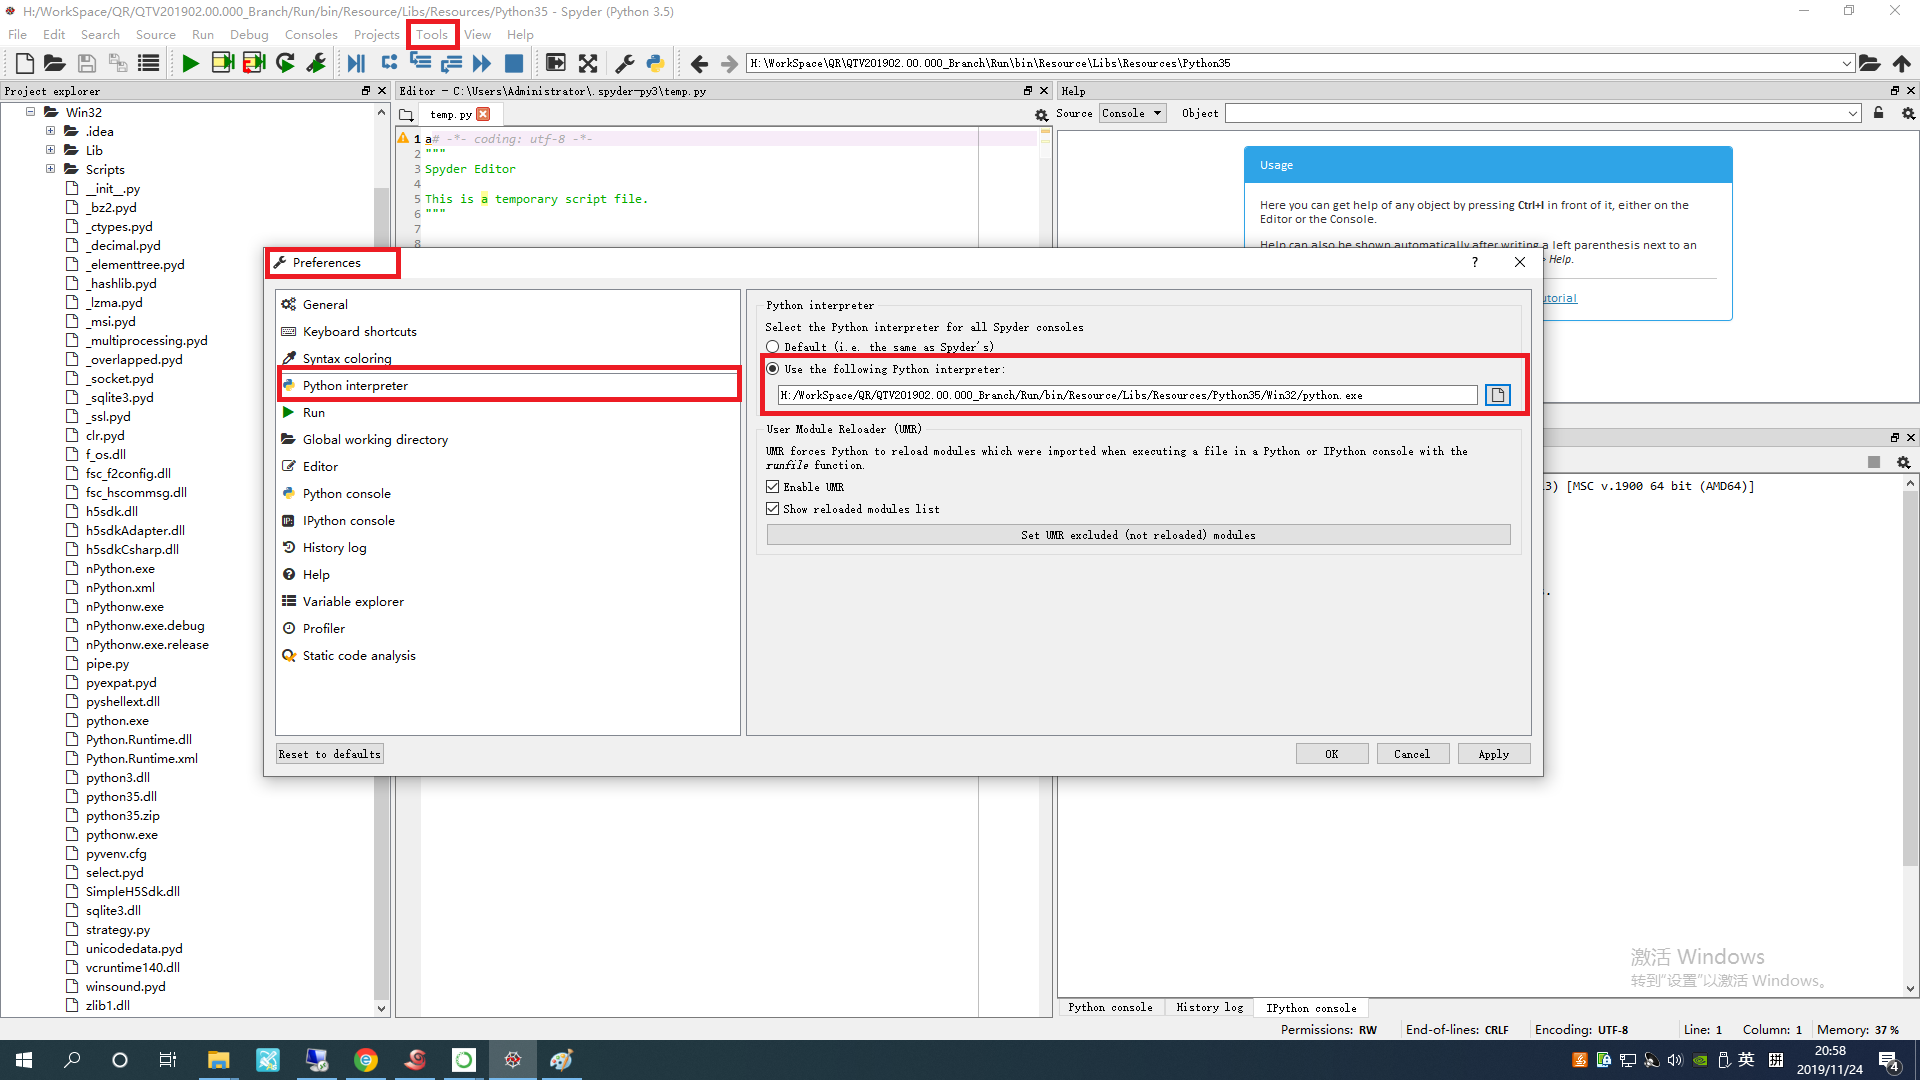 H:/WorkSpace/QR/QTV201902.00.000_Branch/Run/bin/Resource/Libs/Resources/Python35 - Spyder (Python 3.5)
File Edit Search Source Run Debug Consoles Projects Tools View Help
H:\WorkSpace\QR\QTV201902.00.000_Branch\Run\bin\Resource\Libs\Resources\Python35
Project explorer
Win32
.idea
Lib
Scripts
__init__.py
_bz2.pyd
_ctypes.pyd
_decimal.pyd
_elementtree.pyd
_hashlib.pyd
_lzma.pyd
_msi.pyd
_multiprocessing.pyd
_overlapped.pyd
_socket.pyd
_sqlite3.pyd
_ssl.pyd
clr.pyd
f_os.dll
fsc_f2config.dll
fsc_hscommsg.dll
h5sdk.dll
h5sdkAdapter.dll
h5sdkCsharp.dll
nPython.exe
nPython.xml
nPythonw.exe
nPythonw.exe.debug
nPythonw.exe.release
pipe.py
pyexpat.pyd
pyshellext.dll
python.exe
Python.Runtime.dll
Python.Runtime.xml
python3.dll
python35.dll
python35.zip
pythonw.exe
pyvenv.cfg
select.pyd
SimpleH5Sdk.dll
sqlite3.dll
strategy.py
unicodedata.pyd
vcruntime140.dll
winsound.pyd
zlib1.dll
Editor - C:\Users\Administrator\.spyder-py3\temp.py
temp.py
1 a# -*- coding: utf-8 -*-
2 """
3 Spyder Editor
4
5 This is a temporary script file.
6 """
7
8
Help
Source Console Object
Usage
Here you can get help of any object by pressing Ctrl+I in front of it, either on the
Editor or the Console.
Help can also be shown automatically after writing a left parenthesis next to an
> Help.
utorial
3) [MSC v.1900 64 bit (AMD64)]
Preferences
?
General
Keyboard shortcuts
Syntax coloring
Python interpreter
Run
Global working directory
Editor
Python console
IPython console
History log
Help
Variable explorer
Profiler
Static code analysis
Python interpreter
Select the Python interpreter for all Spyder consoles
Default (i.e. the same as Spyder's)
Use the following Python interpreter:
H:/WorkSpace/QR/QTV201902.00.000_Branch/Run/bin/Resource/Libs/Resources/Python35/Win32/python.exe
User Module Reloader (UMR)
UMR forces Python to reload modules which were imported when executing a file in a Python or IPython console with the
runfile function.
Enable UMR
Show reloaded modules list
Set UMR excluded (not reloaded) modules
Reset to defaults OK Cancel Apply
激活 Windows
转到"设置"以激活 Windows。
Python console History log IPython console
Permissions: RW End-of-lines: CRLF Encoding: UTF-8 Line: 1 Column: 1 Memory: 37 %
英 拼
20:58
2019/11/24
4